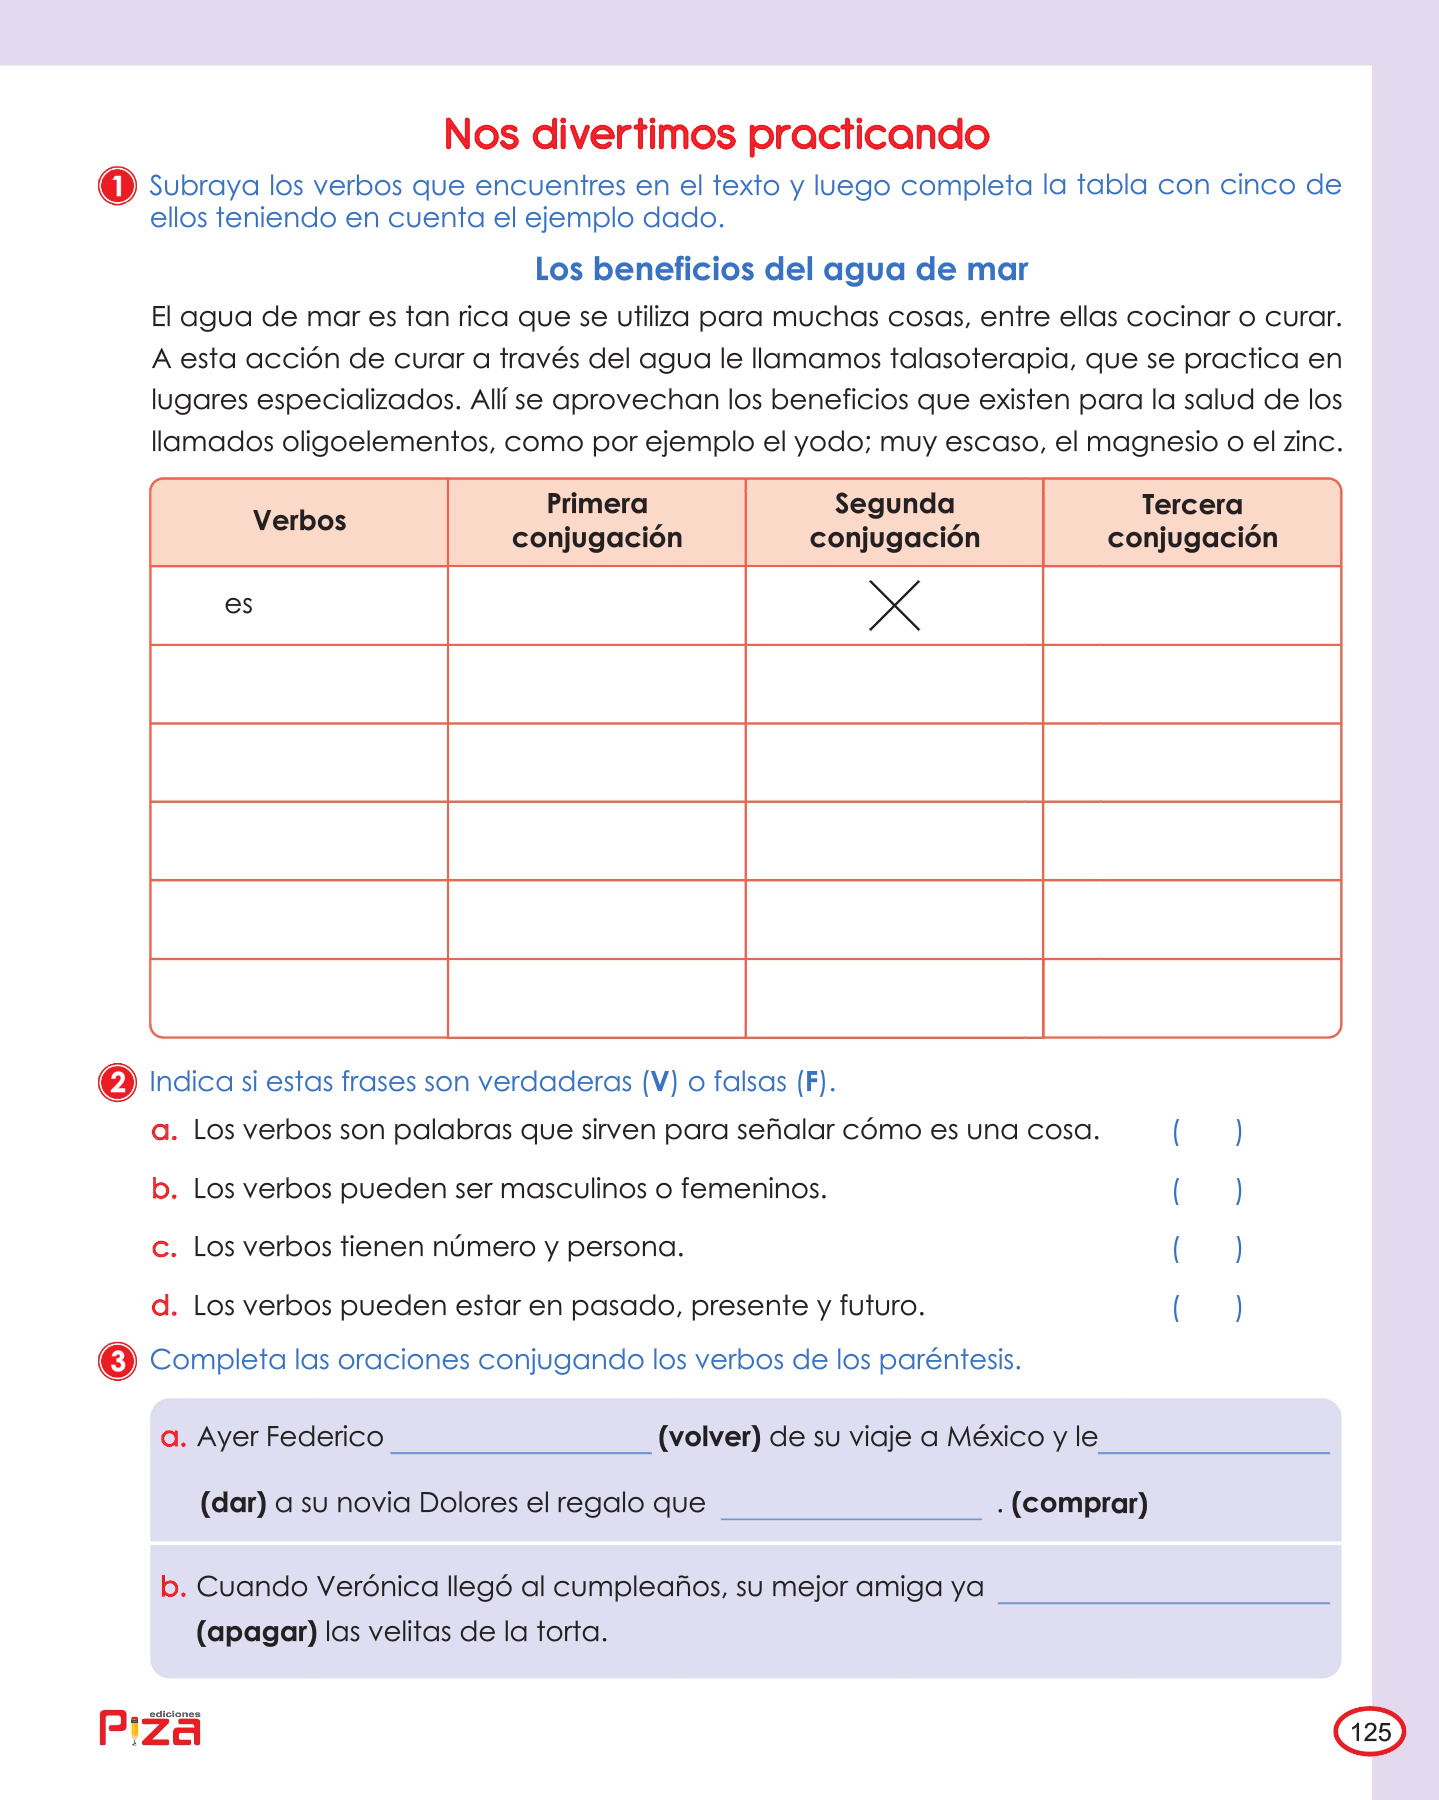 Nos divertimos practicando
1 Subraya los verbos que encuentres en el texto y luego completa la tabla con cinco de
ellos teniendo en cuenta el ejemplo dado.
Los beneficios del agua de mar
El agua de mar es tan rica que se utiliza para muchas cosas, entre ellas cocinar o curar.
A esta acción de curar a través del agua le llamamos talasoterapia, que se practica en
lugares especializados. Allí se aprovechan los beneficios que existen para la salud de los
llamados oligoelementos, como por ejemplo el yodo; muy escaso, el magnesio o el zinc.
Verbos
Primera
conjugación
Segunda
conjugación
Tercera
conjugación
es
2 Indica si estas frases son verdaderas (V) o falsas (F).
a. Los verbos son palabras que sirven para señalar cómo es una cosa. ( )
b. Los verbos pueden ser masculinos o femeninos. ( )
c. Los verbos tienen número y persona. ( )
d. Los verbos pueden estar en pasado, presente y futuro. ( )
3 Completa las oraciones conjugando los verbos de los paréntesis.
a. Ayer Federico ____ (volver) de su viaje a México y le ____
(dar) a su novia Dolores el regalo que ____ . (comprar)
b. Cuando Verónica llegó al cumpleaños, su mejor amiga ya ____
(apagar) las velitas de la torta.
ediciones
Piza
125